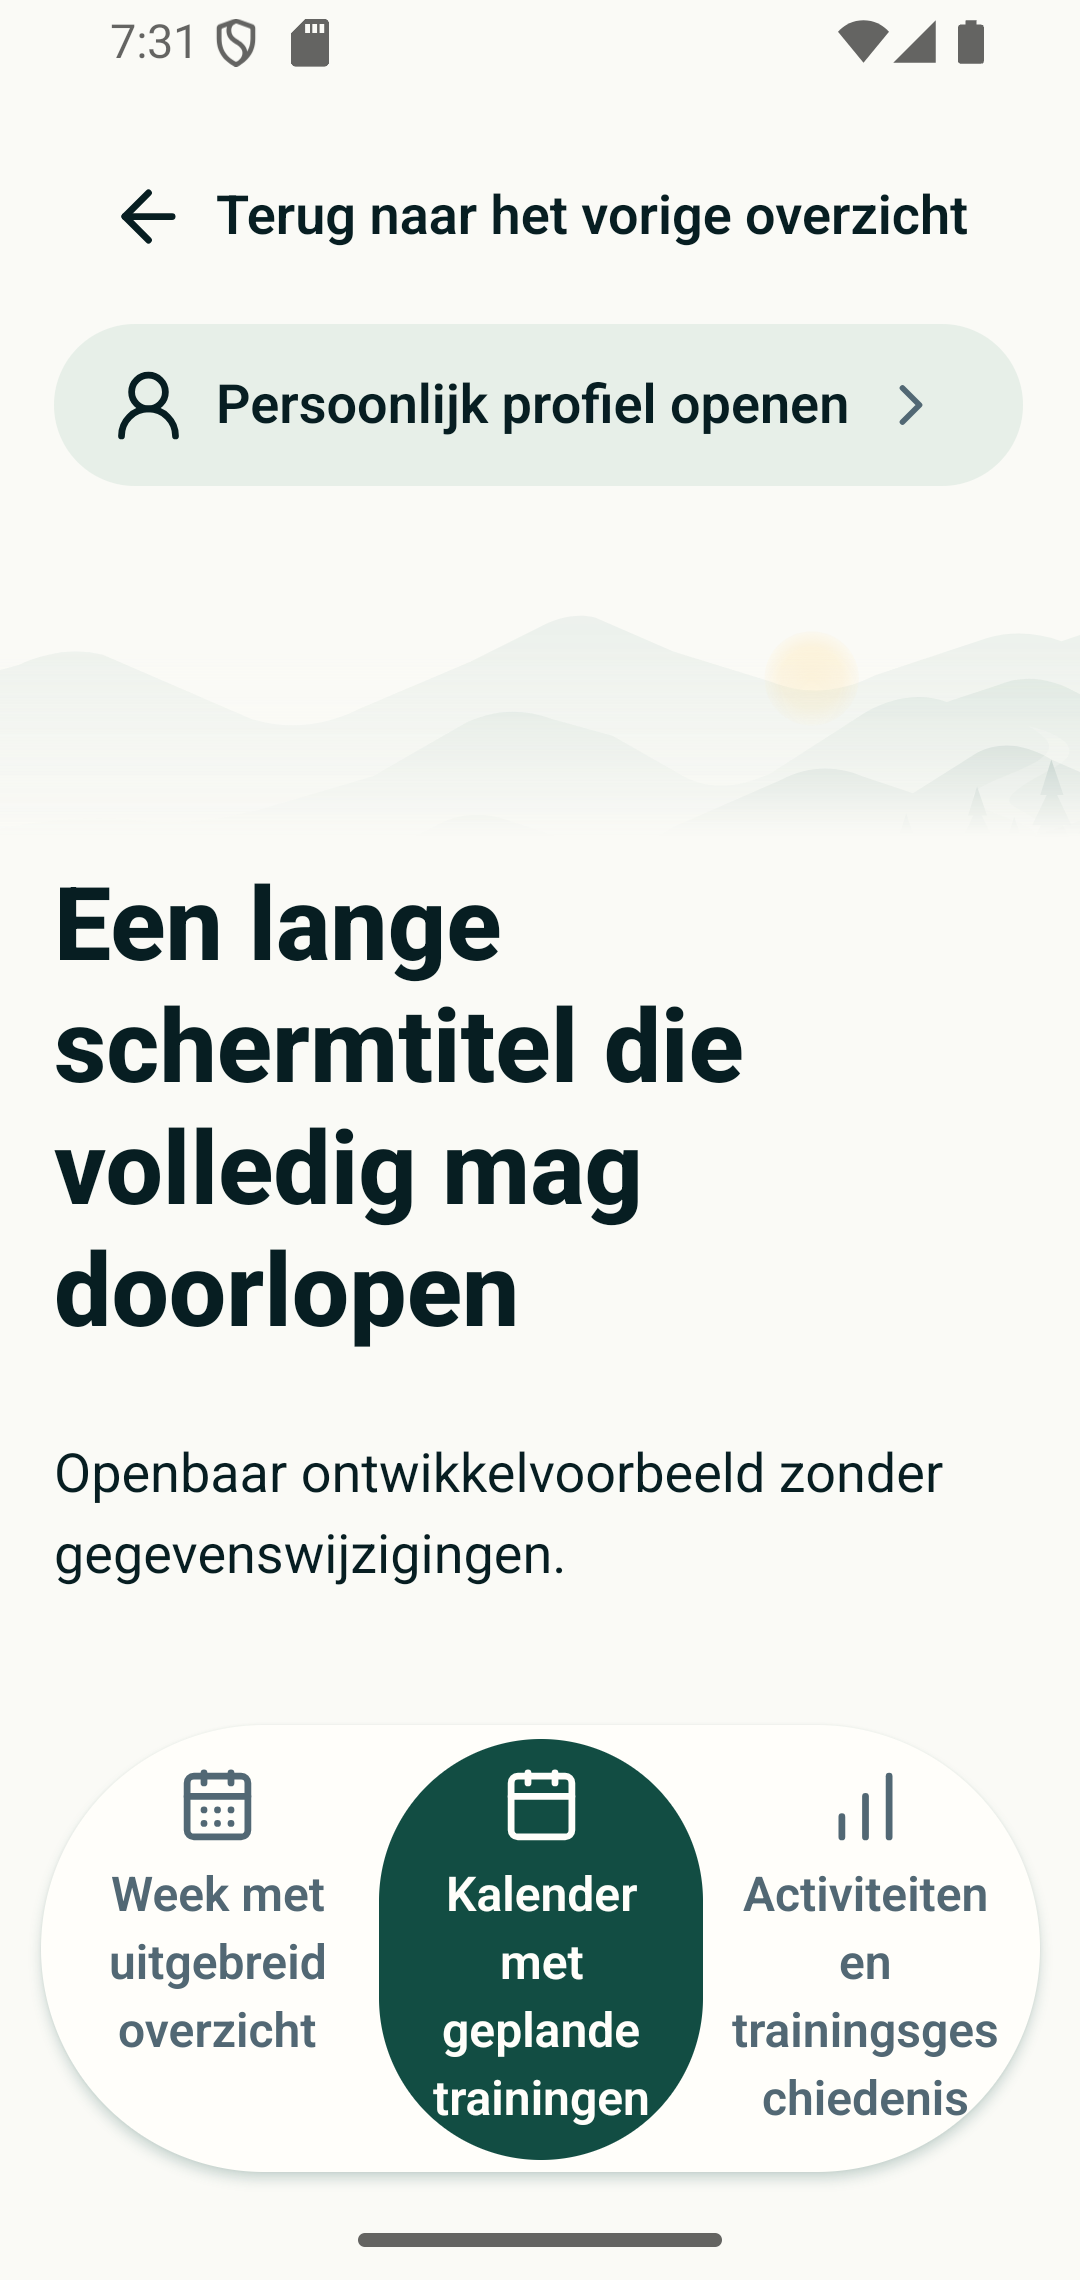 7:31
Terug naar het vorige overzicht
Persoonlijk profiel openen
Een lange
schermtitel die
volledig mag
doorlopen
Openbaar ontwikkelvoorbeeld zonder
gegevenswijzigingen.
Week met
uitgebreid
overzicht
Kalender
met
geplande
trainingen
Activiteiten
en
trainingsges
chiedenis